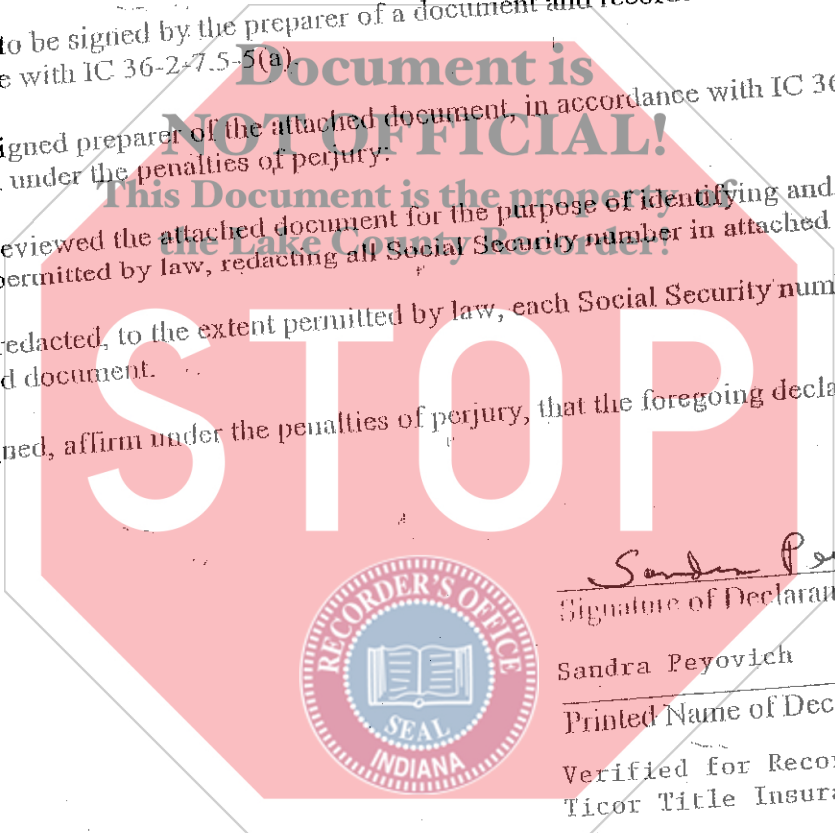 to be signed by the preparer of a document and
e with IC 36-2-7.5-5(a).
Document is
igned preparer of the attached document, in accordance with IC 36
NOT OFFICIAL!
under the penalties of perjury:
This Document is the property of
eviewed the attached document for the purpose of identifying and
the Lake County Recorder!
permitted by law, redacting all Social Security number in attached
redacted, to the extent permitted by law, each Social Security num
d document.
ned, affirm under the penalties of perjury, that the foregoing decla
STOP
Sandra Pe
Signature of Declaran
RECORDER'S OFFICE
SEAL
INDIANA
Sandra Peyovich
Printed Name of Dec
Verified for Recor
Ticor Title Insura